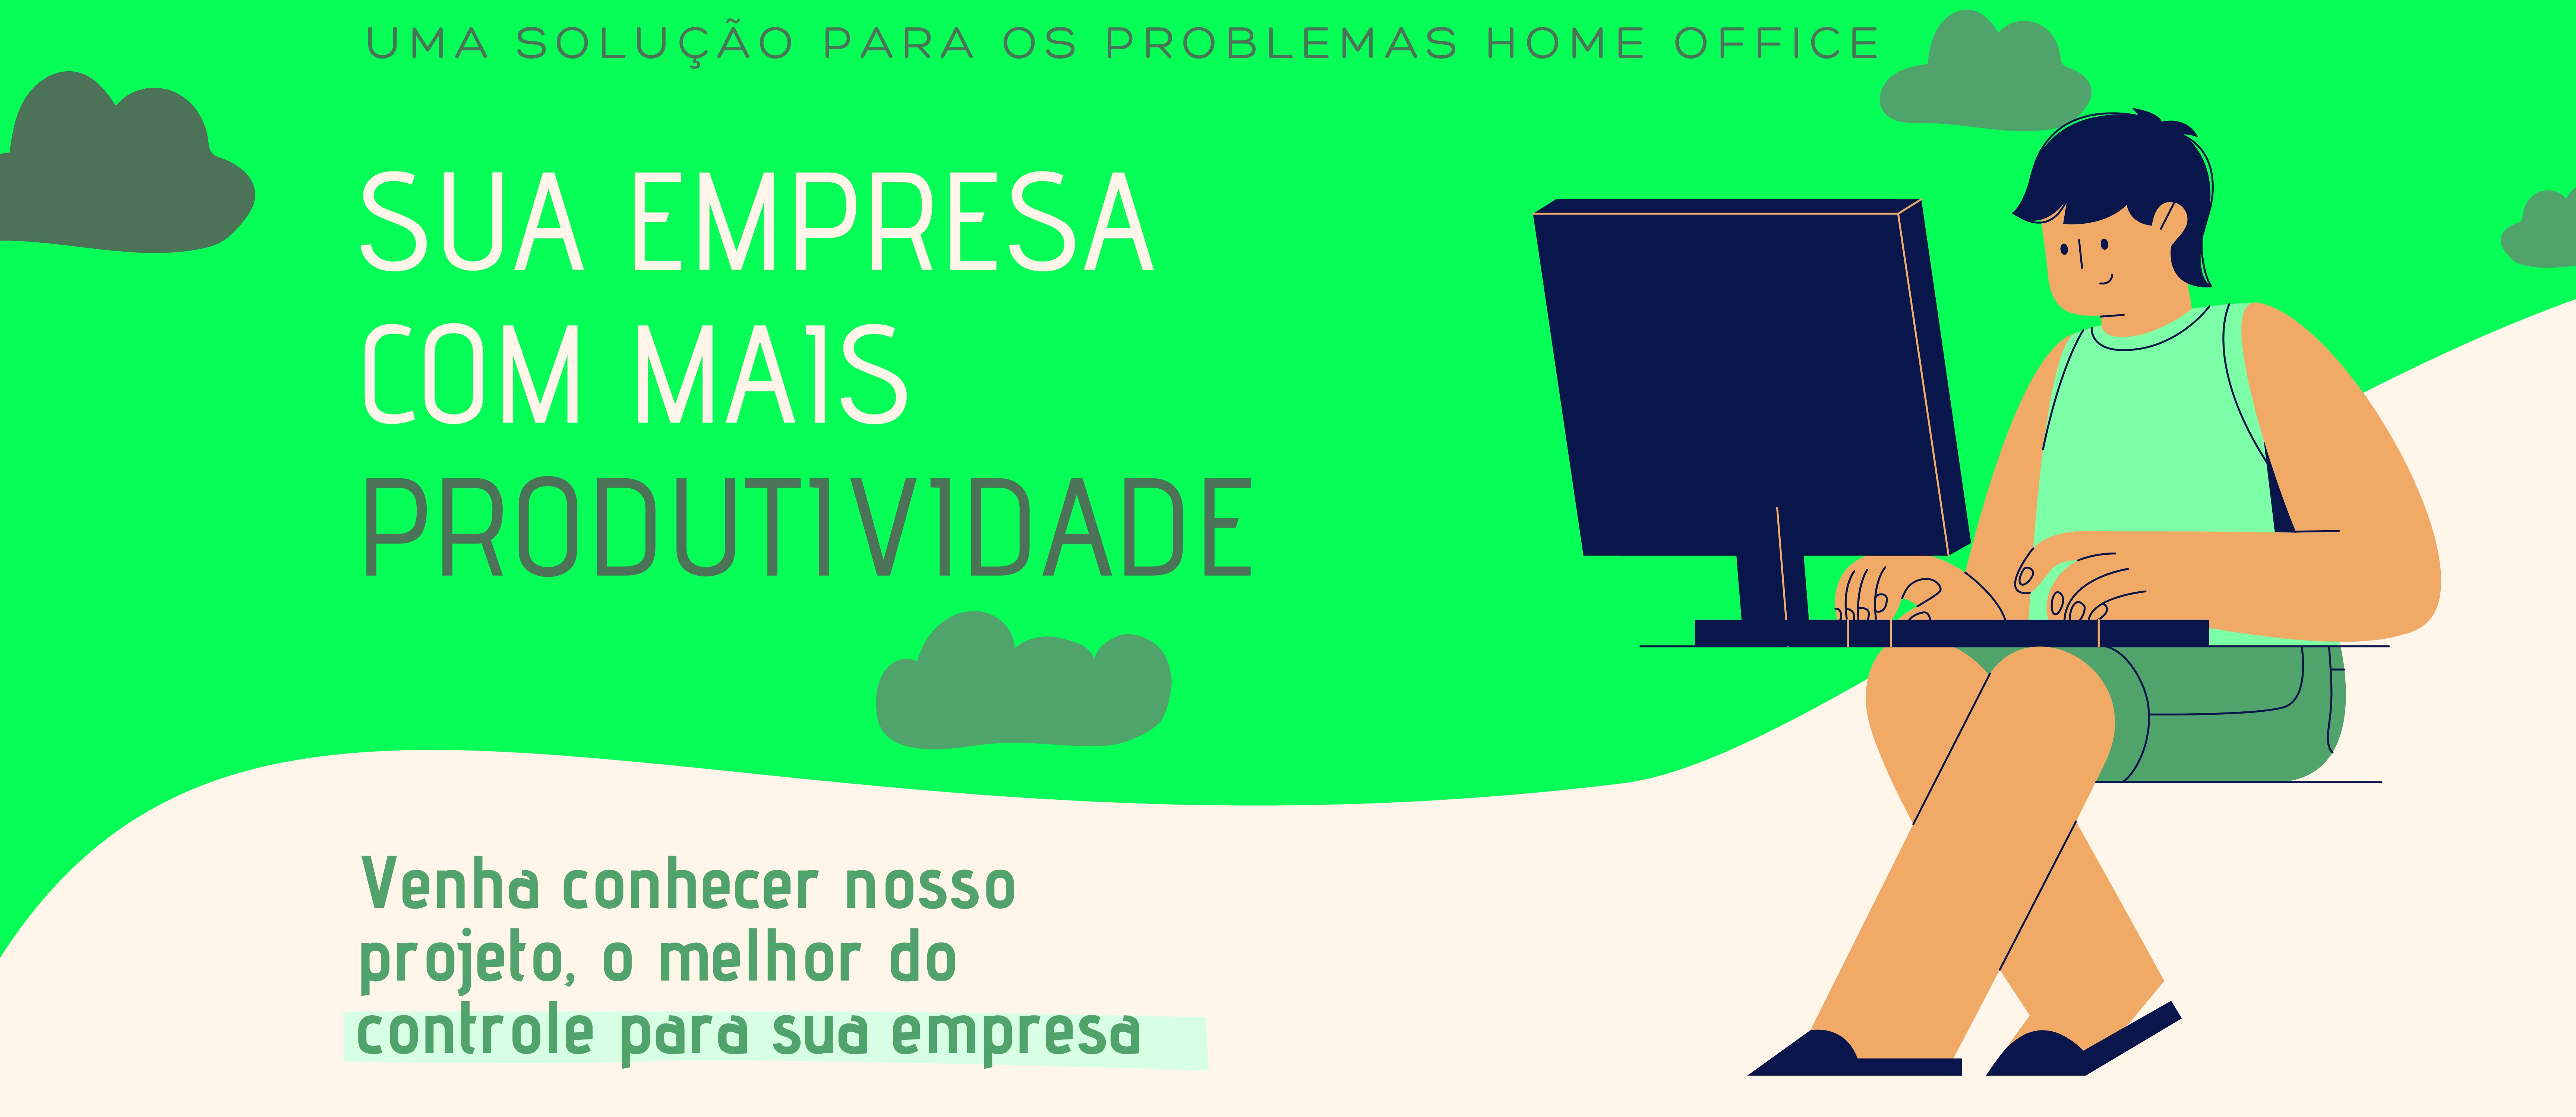 UMA SOLUÇÃO PARA OS PROBLEMAS HOME OFFICE
SUA EMPRESA
COM MAIS
PRODUTIVIDADE
Venha conhecer nosso
projeto, o melhor do
controle para sua empresa